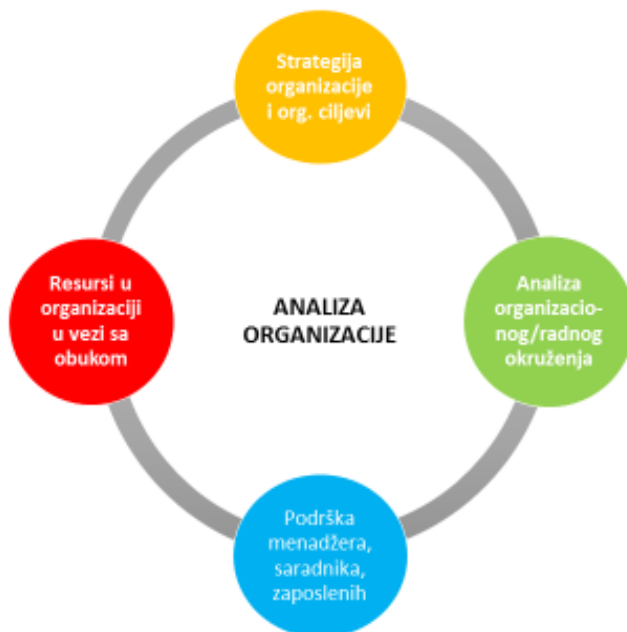 Strategija
organizacije
i org. ciljevi
Resursi u
organizaciji
u vezi sa
obukom
ANALIZA
ORGANIZACIJE
Analiza
organizacio-
nog/radnog
okruženja
Podrška
menadžera,
saradnika,
zaposlenih